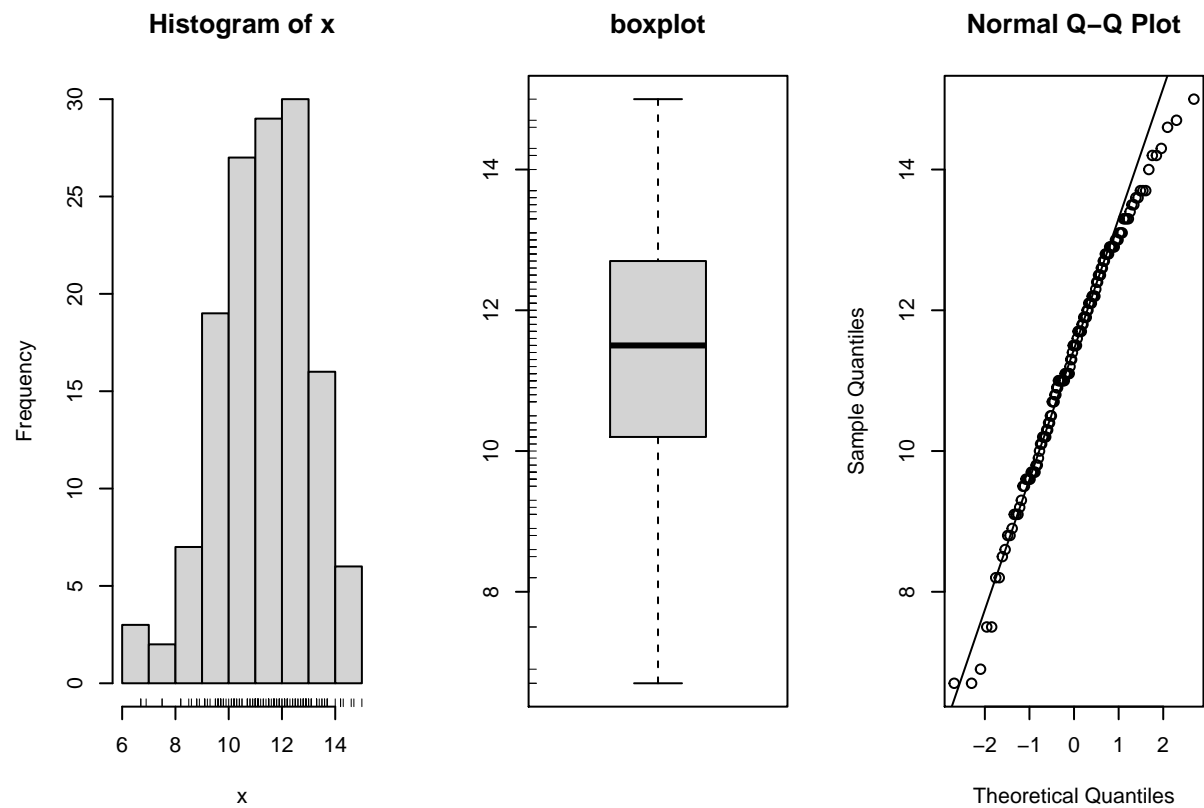 Histogram of x
Frequency
0
5
10
15
20
25
30
6 8 10 12 14
x
boxplot
8
10
12
14
Normal Q−Q Plot
Sample Quantiles
8
10
12
14
−2 −1 0 1 2
Theoretical Quantiles